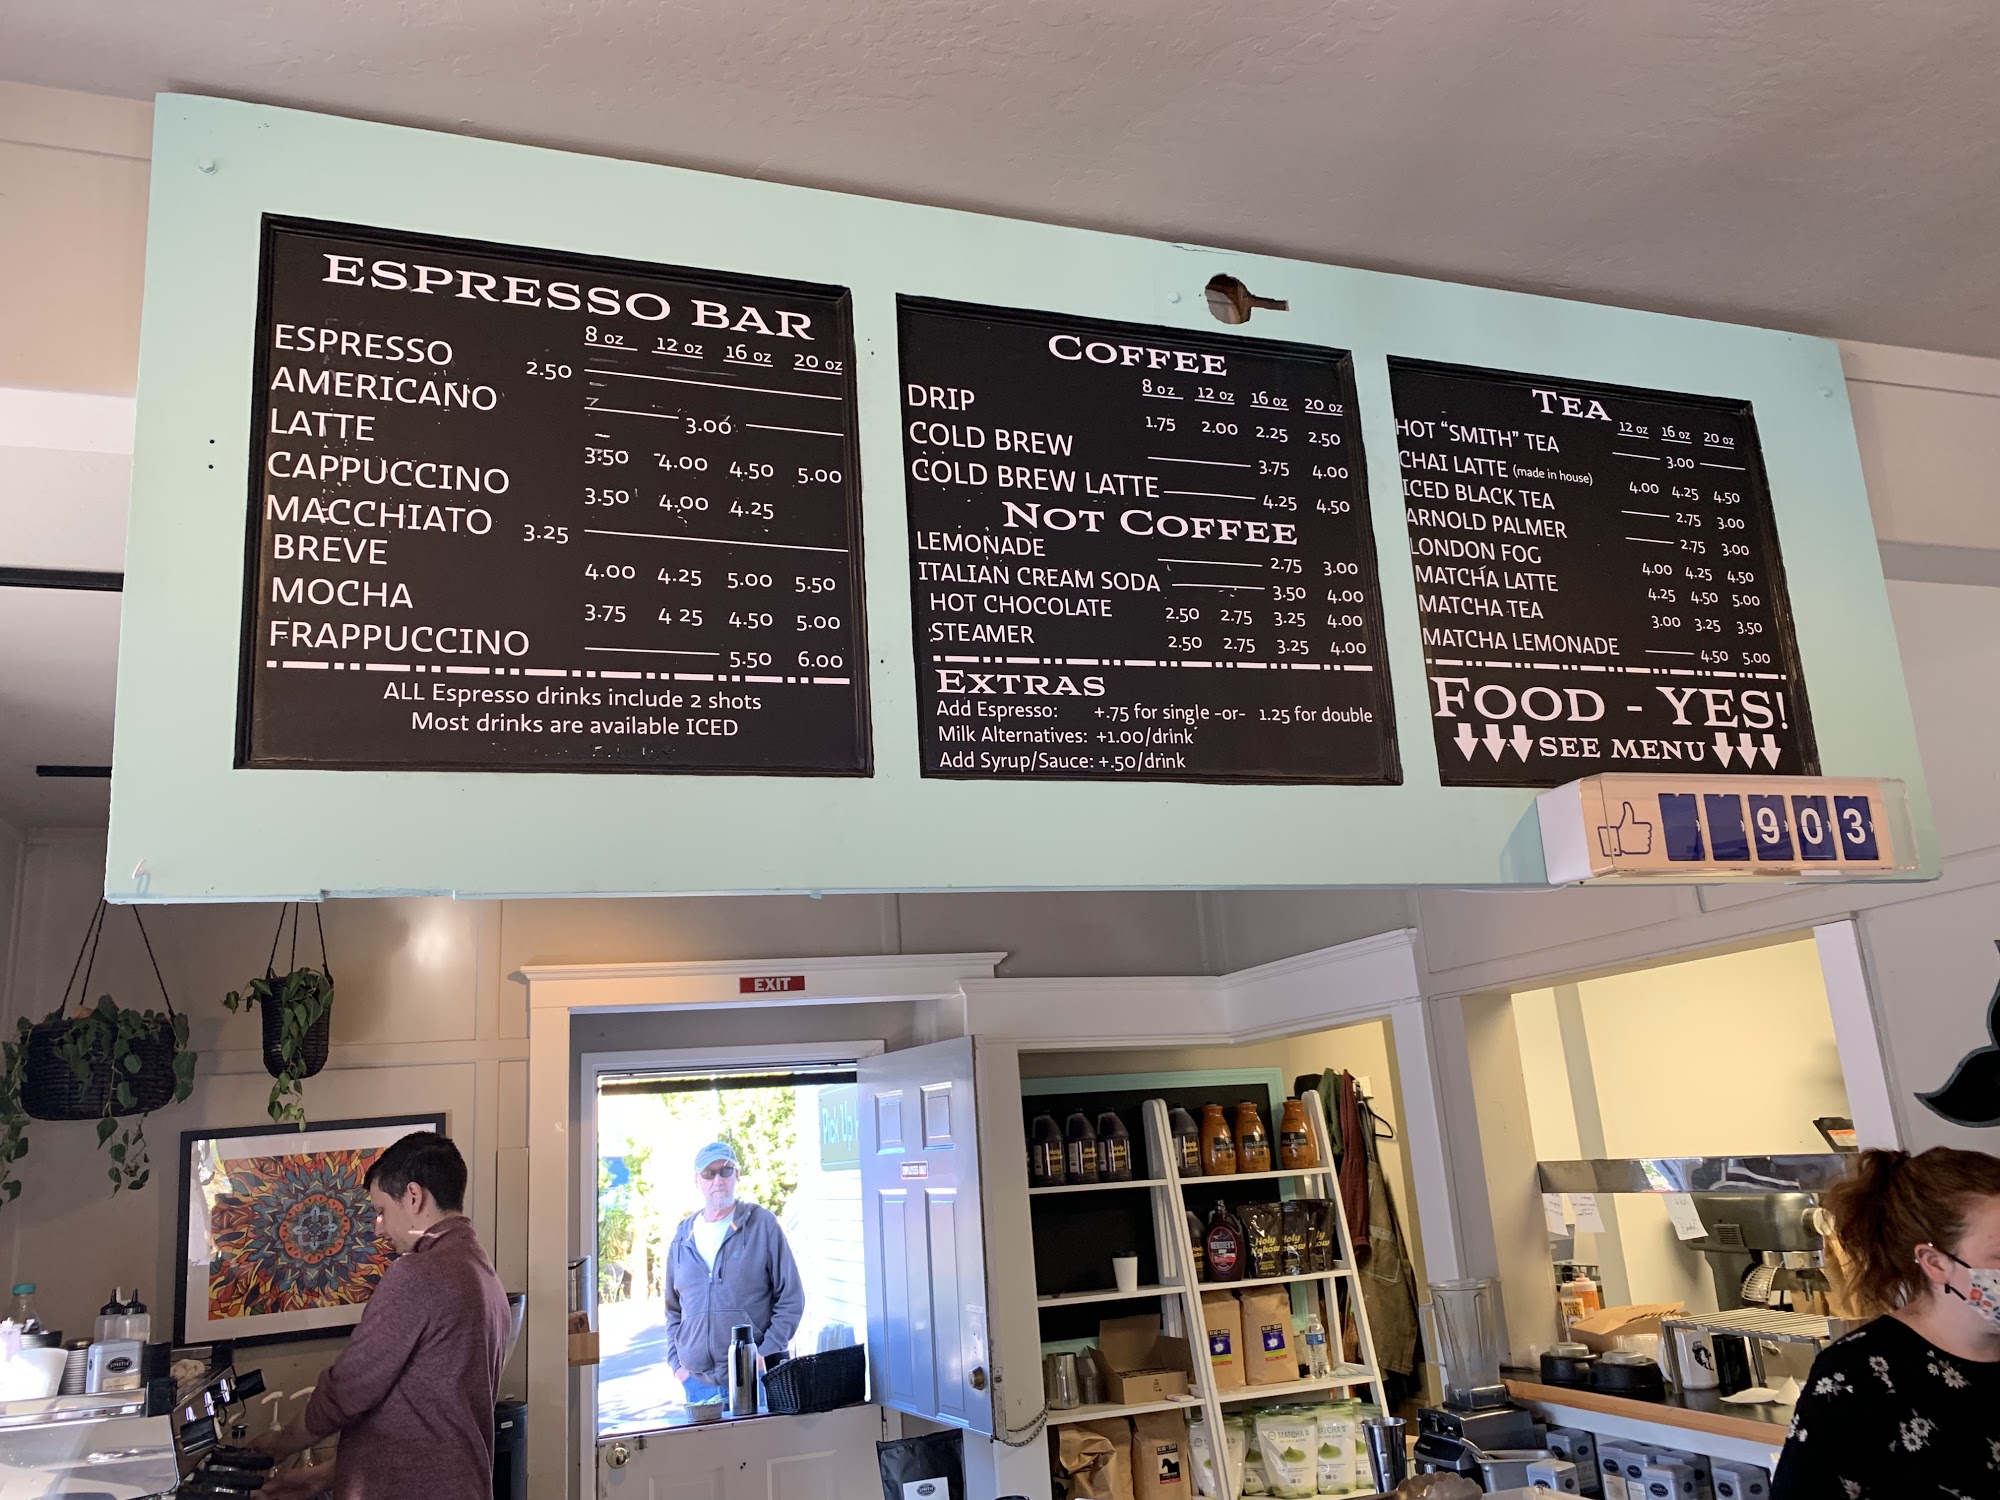 ESPRESSO BAR
8 oz 12 oz 16 oz 20 oz
ESPRESSO 2.50
AMERICANO 3.00
LATTE 3.50 4.00 4.50 5.00
CAPPUCCINO 3.50 4.00 4.25
MACCHIATO 3.25
BREVE 4.00 4.25 5.00 5.50
MOCHA 3.75 4 25 4.50 5.00
FRAPPUCCINO 5.50 6.00
ALL Espresso drinks include 2 shots
Most drinks are available ICED
COFFEE
8 oz 12 oz 16 oz 20 oz
DRIP 1.75 2.00 2.25 2.50
COLD BREW 3.75 4.00
COLD BREW LATTE 4.25 4.50
NOT COFFEE
LEMONADE 2.75 3.00
ITALIAN CREAM SODA 3.50 4.00
HOT CHOCOLATE 2.50 2.75 3.25 4.00
STEAMER 2.50 2.75 3.25 4.00
EXTRAS
Add Espresso: +.75 for single -or- 1.25 for double
Milk Alternatives: +1.00/drink
Add Syrup/Sauce: +.50/drink
TEA
12 oz 16 oz 20 oz
HOT "SMITH" TEA 3.00
CHAI LATTE (made in house) 4.00 4.25 4.50
ICED BLACK TEA 2.75 3.00
ARNOLD PALMER 2.75 3.00
LONDON FOG 4.00 4.25 4.50
MATCHA LATTE 4.25 4.50 5.00
MATCHA TEA 3.00 3.25 3.50
MATCHA LEMONADE 4.50 5.00
FOOD - YES!
SEE MENU
903
EXIT
Pick Up
EMPLOYEES ONLY
HERSHEY'S
Holy
Kakow
Holy
MATCHA
SMITH